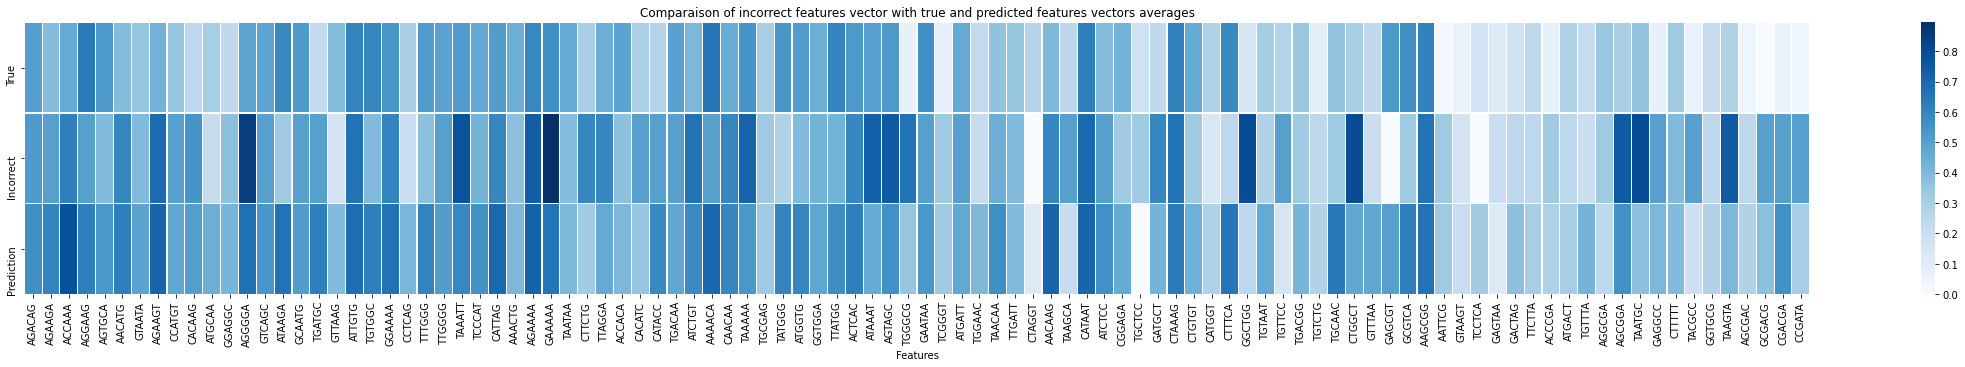 Comparaison of incorrect features vector with true and predicted features vectors averages
True
Incorrect
Prediction
AGACAG
AGAAGA
ACCAAA
AGGAAG
AGTGCA
AACATG
GTAATA
AGAAGT
CCATGT
CACAAG
ATGCAA
GGAGGC
AGGGGA
GTCAGC
ATAAGA
GCAATG
TGATGC
GTTAAG
ATTGTG
TGTGGC
GGAAAA
CCTCAG
TTTGGG
TTGGGG
TAAATT
TCCCAT
CATTAG
AAACTG
AGAAAA
GAAAAA
TAATAA
CTTCTG
TTAGGA
ACCACA
CACATC
CATACC
TGACAA
ATCTGT
AAAACA
CAACAA
TAAAAA
TGCGAG
TATGGG
ATGGTG
GGTGGA
TTATGG
ACTCAC
ATAAAT
AGTAGC
TGGGCG
GAATAA
TCGGGT
ATGATT
TGGAAC
TAACAA
TTGATT
CTAGGT
AACAAG
TAAGCA
CATAAT
ATCTCC
CGGAGA
TGCTCC
GATGCT
CTAAAG
CTGTGT
CATGGT
CTTTCA
GGCTGG
TGTAAT
TGTTCC
TGACGG
TGTCTG
TGCAAC
CTGGCT
GTTTAA
GAGCGT
GCGTCA
AAGCGG
AATTCG
GTAAGT
TCCTCA
GAGTAA
GACTAG
TTCTTA
ACCCGA
ATGACT
TGTTTA
AGGCGA
AGCGGA
TAATGC
GAGGCC
CTTTTT
TACGCC
GGTGCG
TAAGTA
AGCGAC
GCGACG
CGACGA
CCGATA
Features
0.8
0.7
0.6
0.5
0.4
0.3
0.2
0.1
0.0